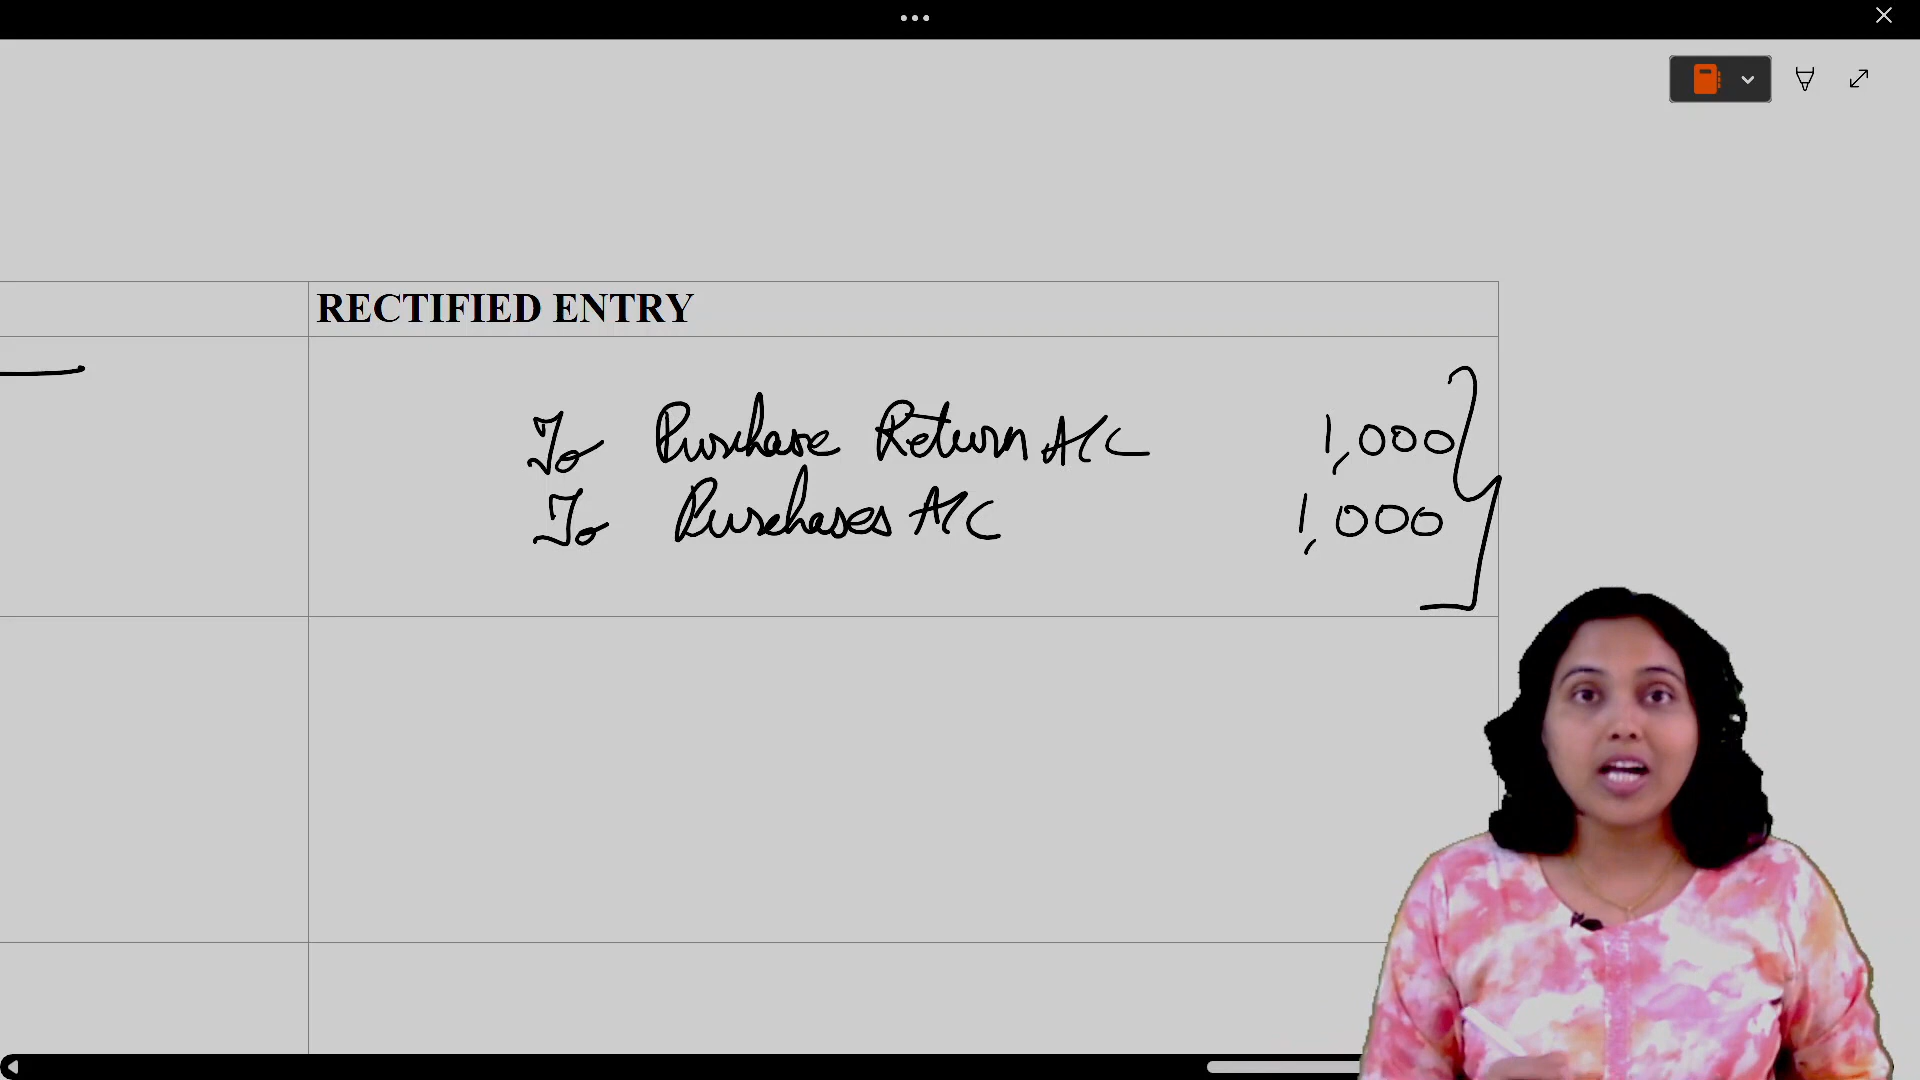 RECTIFIED ENTRY
To Purchase Return A/C 1,000
To Purchases A/C 1,000